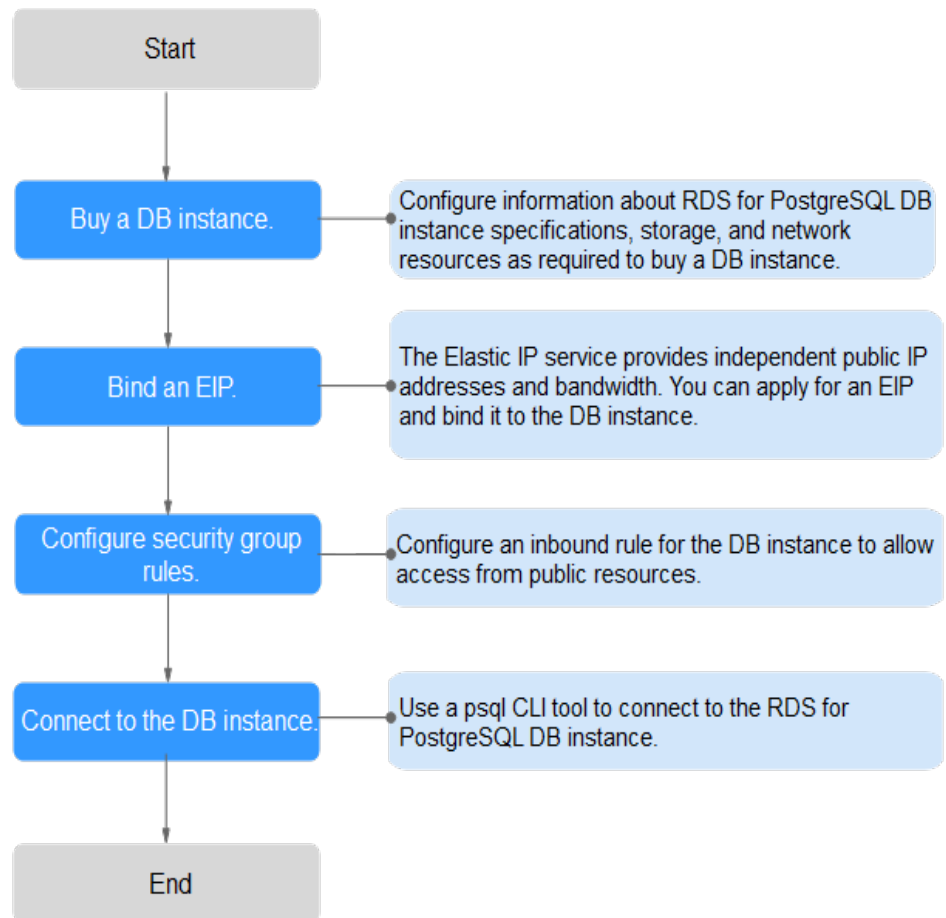 Start
Buy a DB instance.
Configure information about RDS for PostgreSQL DB
instance specifications, storage, and network
resources as required to buy a DB instance.
Bind an EIP.
The Elastic IP service provides independent public IP
addresses and bandwidth. You can apply for an EIP
and bind it to the DB instance.
Configure security group
rules.
Configure an inbound rule for the DB instance to allow
access from public resources.
Connect to the DB instance.
Use a psql CLI tool to connect to the RDS for
PostgreSQL DB instance.
End